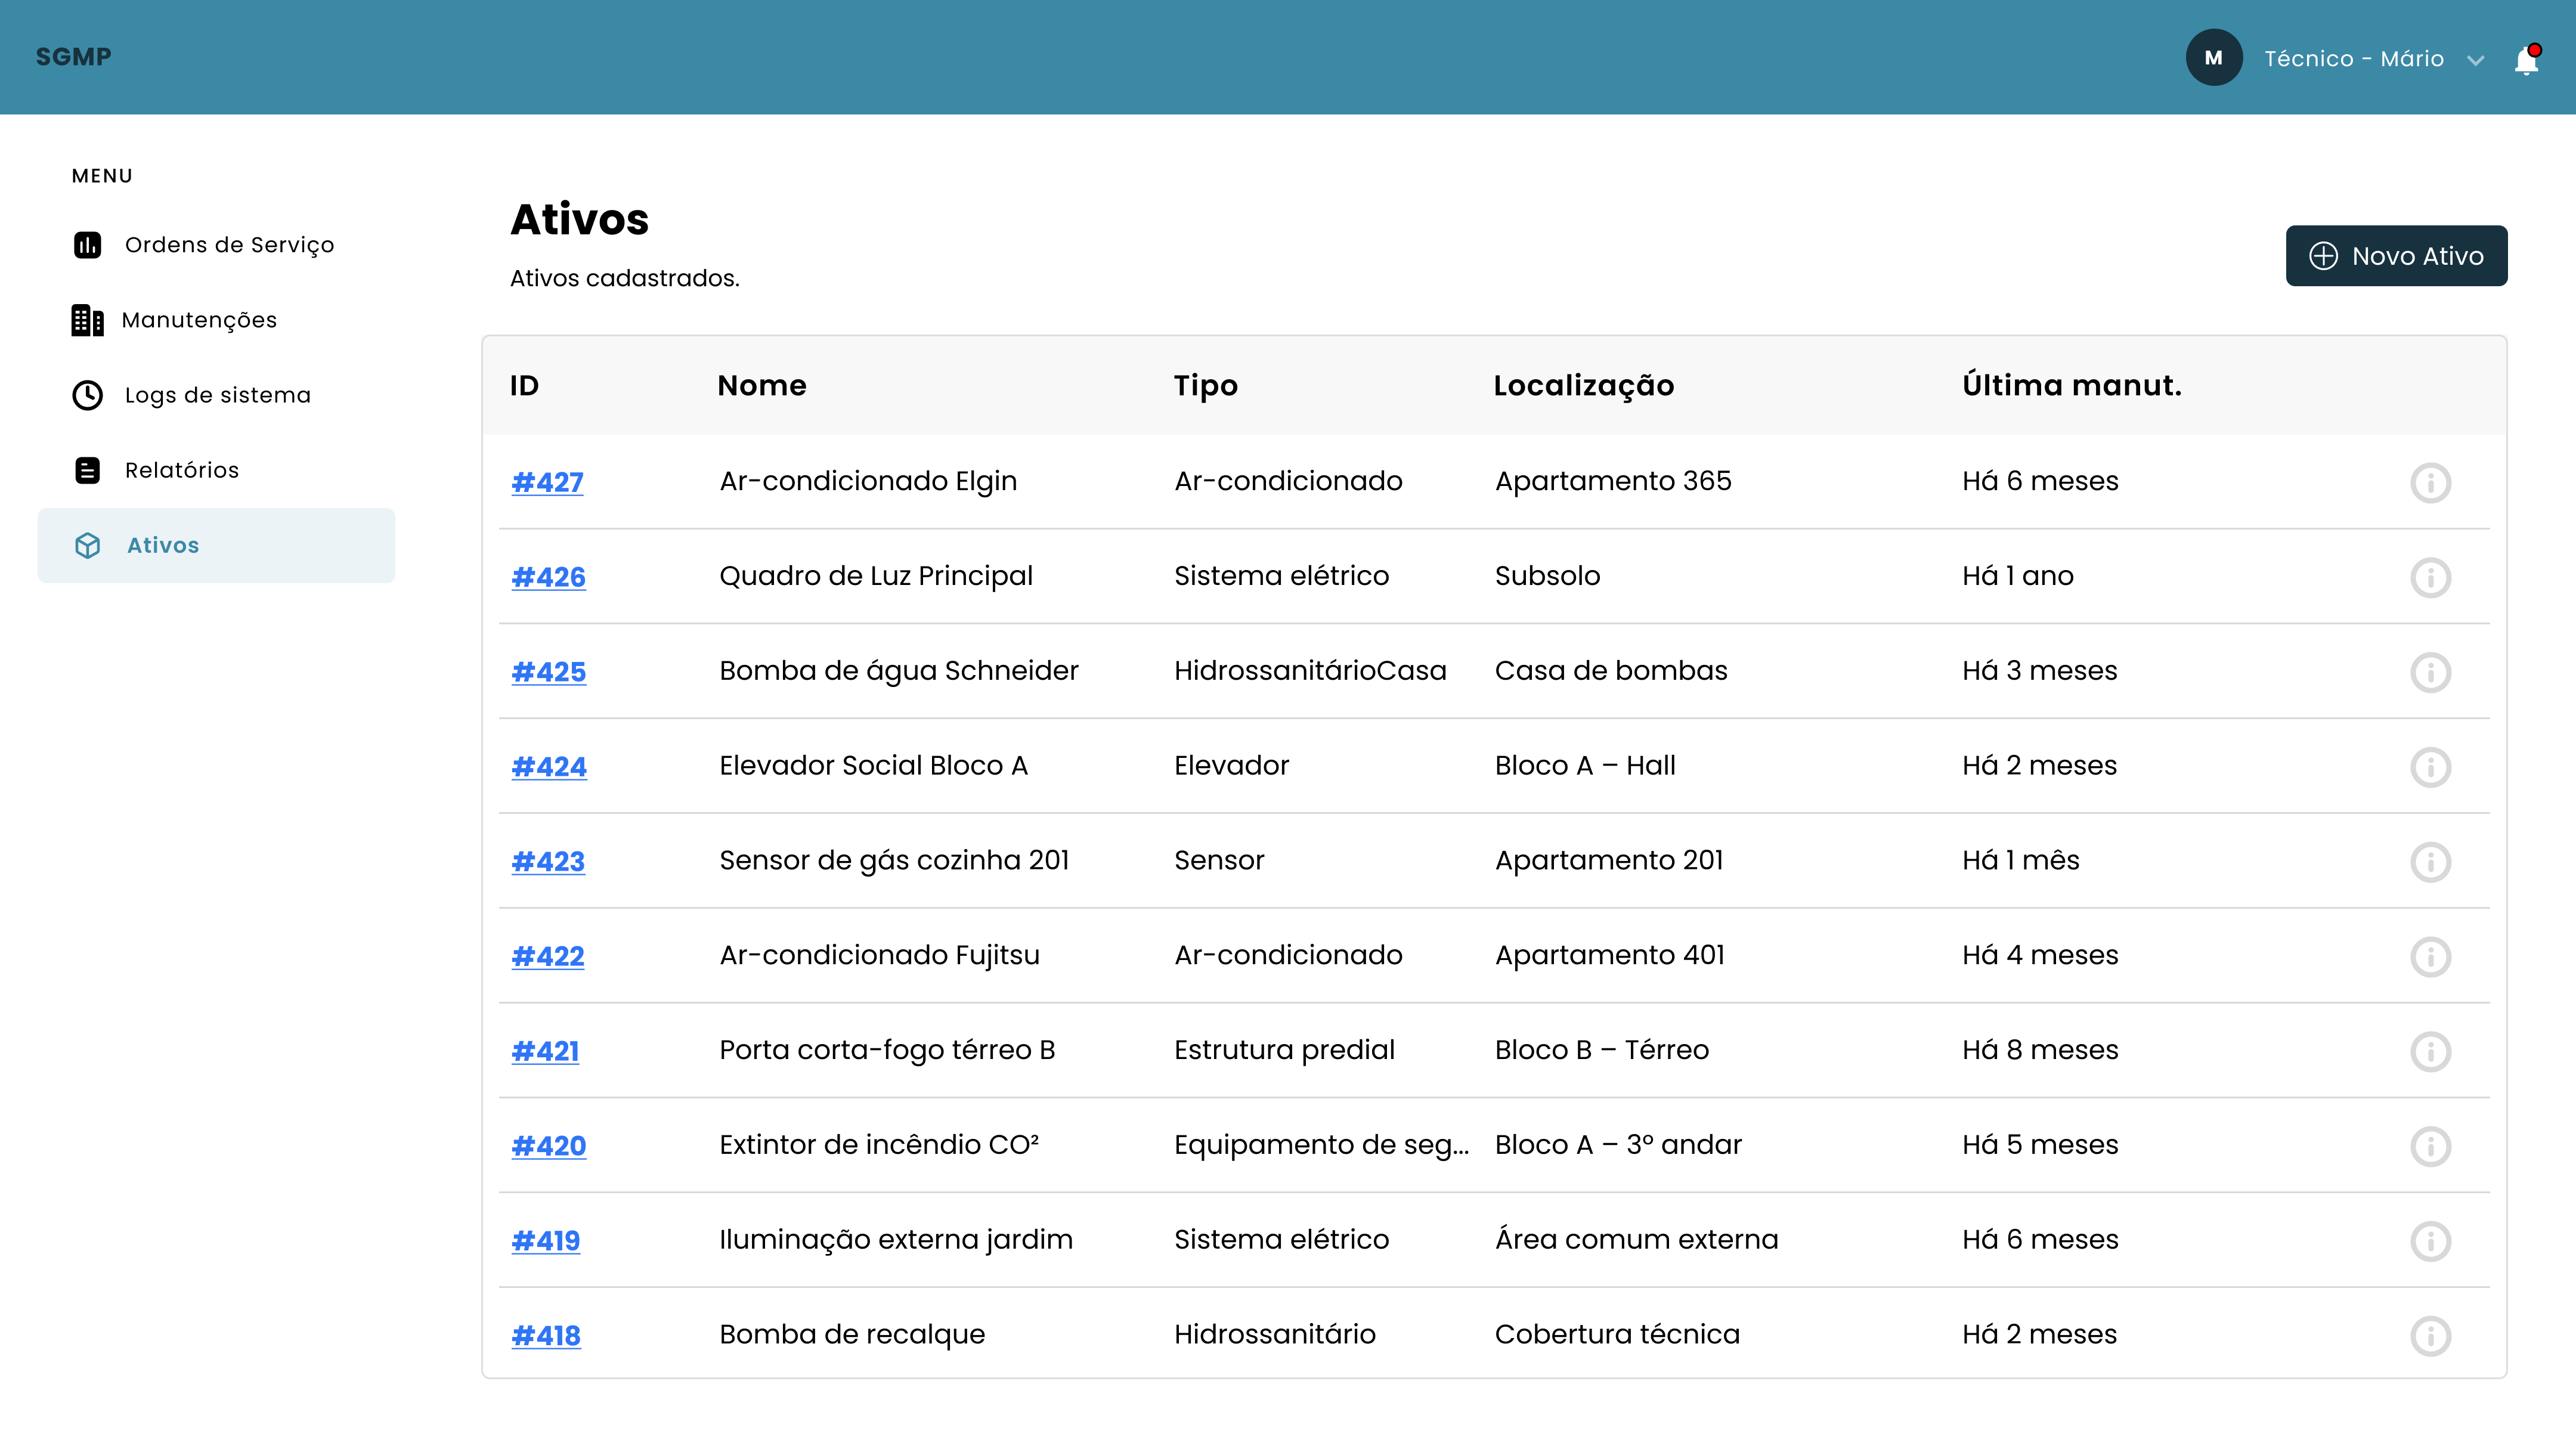 SGMP
M
Técnico - Mário
MENU
Ordens de Serviço
Manutenções
Logs de sistema
Relatórios
Ativos
Ativos
Ativos cadastrados.
Novo Ativo
ID Nome Tipo Localização Última manut.
#427 Ar-condicionado Elgin Ar-condicionado Apartamento 365 Há 6 meses
#426 Quadro de Luz Principal Sistema elétrico Subsolo Há 1 ano
#425 Bomba de água Schneider HidrossanitárioCasa Casa de bombas Há 3 meses
#424 Elevador Social Bloco A Elevador Bloco A – Hall Há 2 meses
#423 Sensor de gás cozinha 201 Sensor Apartamento 201 Há 1 mês
#422 Ar-condicionado Fujitsu Ar-condicionado Apartamento 401 Há 4 meses
#421 Porta corta-fogo térreo B Estrutura predial Bloco B – Térreo Há 8 meses
#420 Extintor de incêndio CO² Equipamento de seg... Bloco A – 3º andar Há 5 meses
#419 Iluminação externa jardim Sistema elétrico Área comum externa Há 6 meses
#418 Bomba de recalque Hidrossanitário Cobertura técnica Há 2 meses